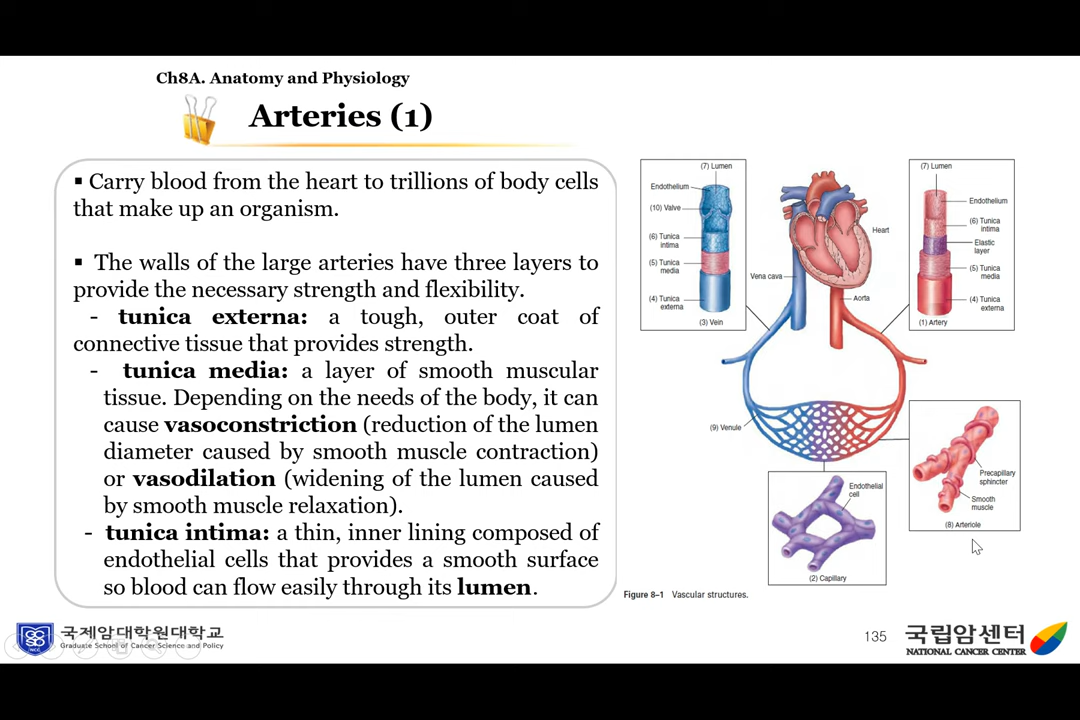 Ch8A. Anatomy and Physiology
Arteries (1)
▪ Carry blood from the heart to trillions of body cells
that make up an organism.
▪ The walls of the large arteries have three layers to
provide the necessary strength and flexibility.
- tunica externa: a tough, outer coat of
connective tissue that provides strength.
- tunica media: a layer of smooth muscular
tissue. Depending on the needs of the body, it can
cause vasoconstriction (reduction of the lumen
diameter caused by smooth muscle contraction)
or vasodilation (widening of the lumen caused
by smooth muscle relaxation).
- tunica intima: a thin, inner lining composed of
endothelial cells that provides a smooth surface
so blood can flow easily through its lumen.
(7) Lumen
Endothelium
(10) Valve
(6) Tunica
intima
(5) Tunica
media
(4) Tunica
externa
(3) Vein
Heart
Vena cava
Aorta
(7) Lumen
Endothelium
(6) Tunica
intima
Elastic
layer
(5) Tunica
media
(4) Tunica
externa
(1) Artery
(9) Venule
Endothelial
cell
(2) Capillary
Precapillary
sphincter
Smooth
muscle
(8) Arteriole
Figure 8–1 Vascular structures.
국제암대학원대학교
Graduate School of Cancer Science and Policy
135
국립암센터
NATIONAL CANCER CENTER